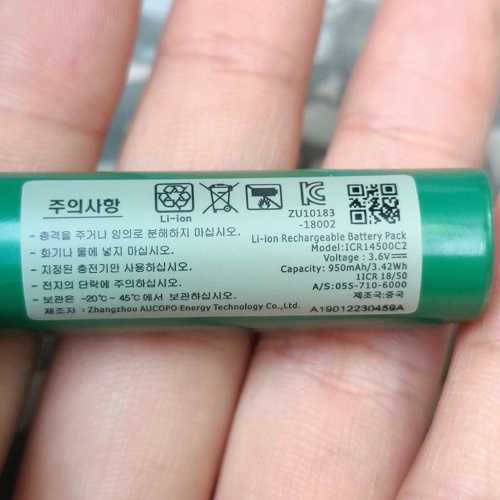 주의사항
Li-ion
ZU10183
-18002
- 충격을 주거나 임의로 분해하지 마십시오.
- 화기나 물에 넣지 마십시오.
- 지정된 충전기만 사용하십시오.
- 전지의 단락에 주의하십시오.
- 보관은 -20℃~ 45℃에서 보관하십시오.
제조자 : Zhangzhou AUCOPO Energy Technology Co.,Ltd.
Li-ion Rechargeable Battery Pack
Model:ICR14500C2
Voltage : 3.6V
Capacity: 950mAh/3.42Wh
1ICR 18/50
A/S:055-710-6000
제조국:중국
A19012230459A